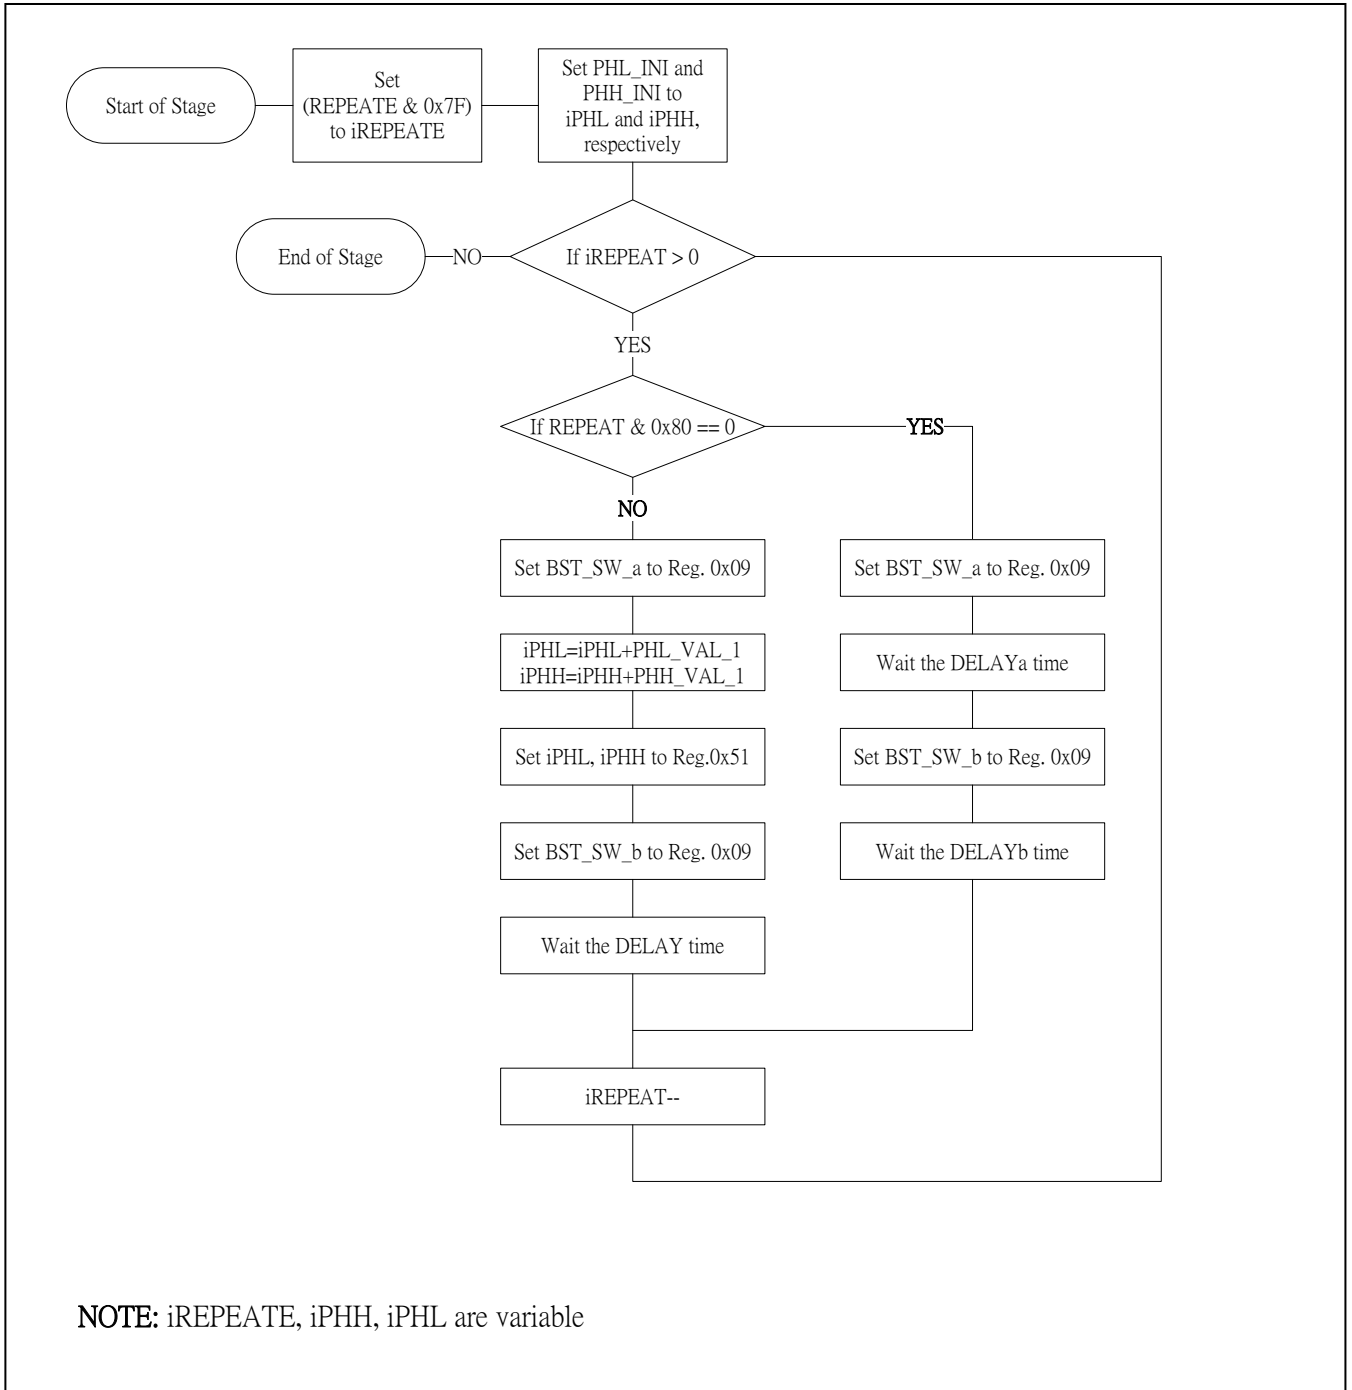 Start of Stage
Set
(REPEATE & 0x7F)
to iREPEATE
Set PHL_INI and
PHH_INI to
iPHL and iPHH,
respectively
End of Stage
NO
If iREPEAT > 0
YES
If REPEAT & 0x80 == 0
YES
NO
Set BST_SW_a to Reg. 0x09
Set BST_SW_a to Reg. 0x09
iPHL=iPHL+PHL_VAL_1
iPHH=iPHH+PHH_VAL_1
Wait the DELAYa time
Set iPHL, iPHH to Reg.0x51
Set BST_SW_b to Reg. 0x09
Set BST_SW_b to Reg. 0x09
Wait the DELAYb time
Wait the DELAY time
iREPEAT--
NOTE: iREPEATE, iPHH, iPHL are variable